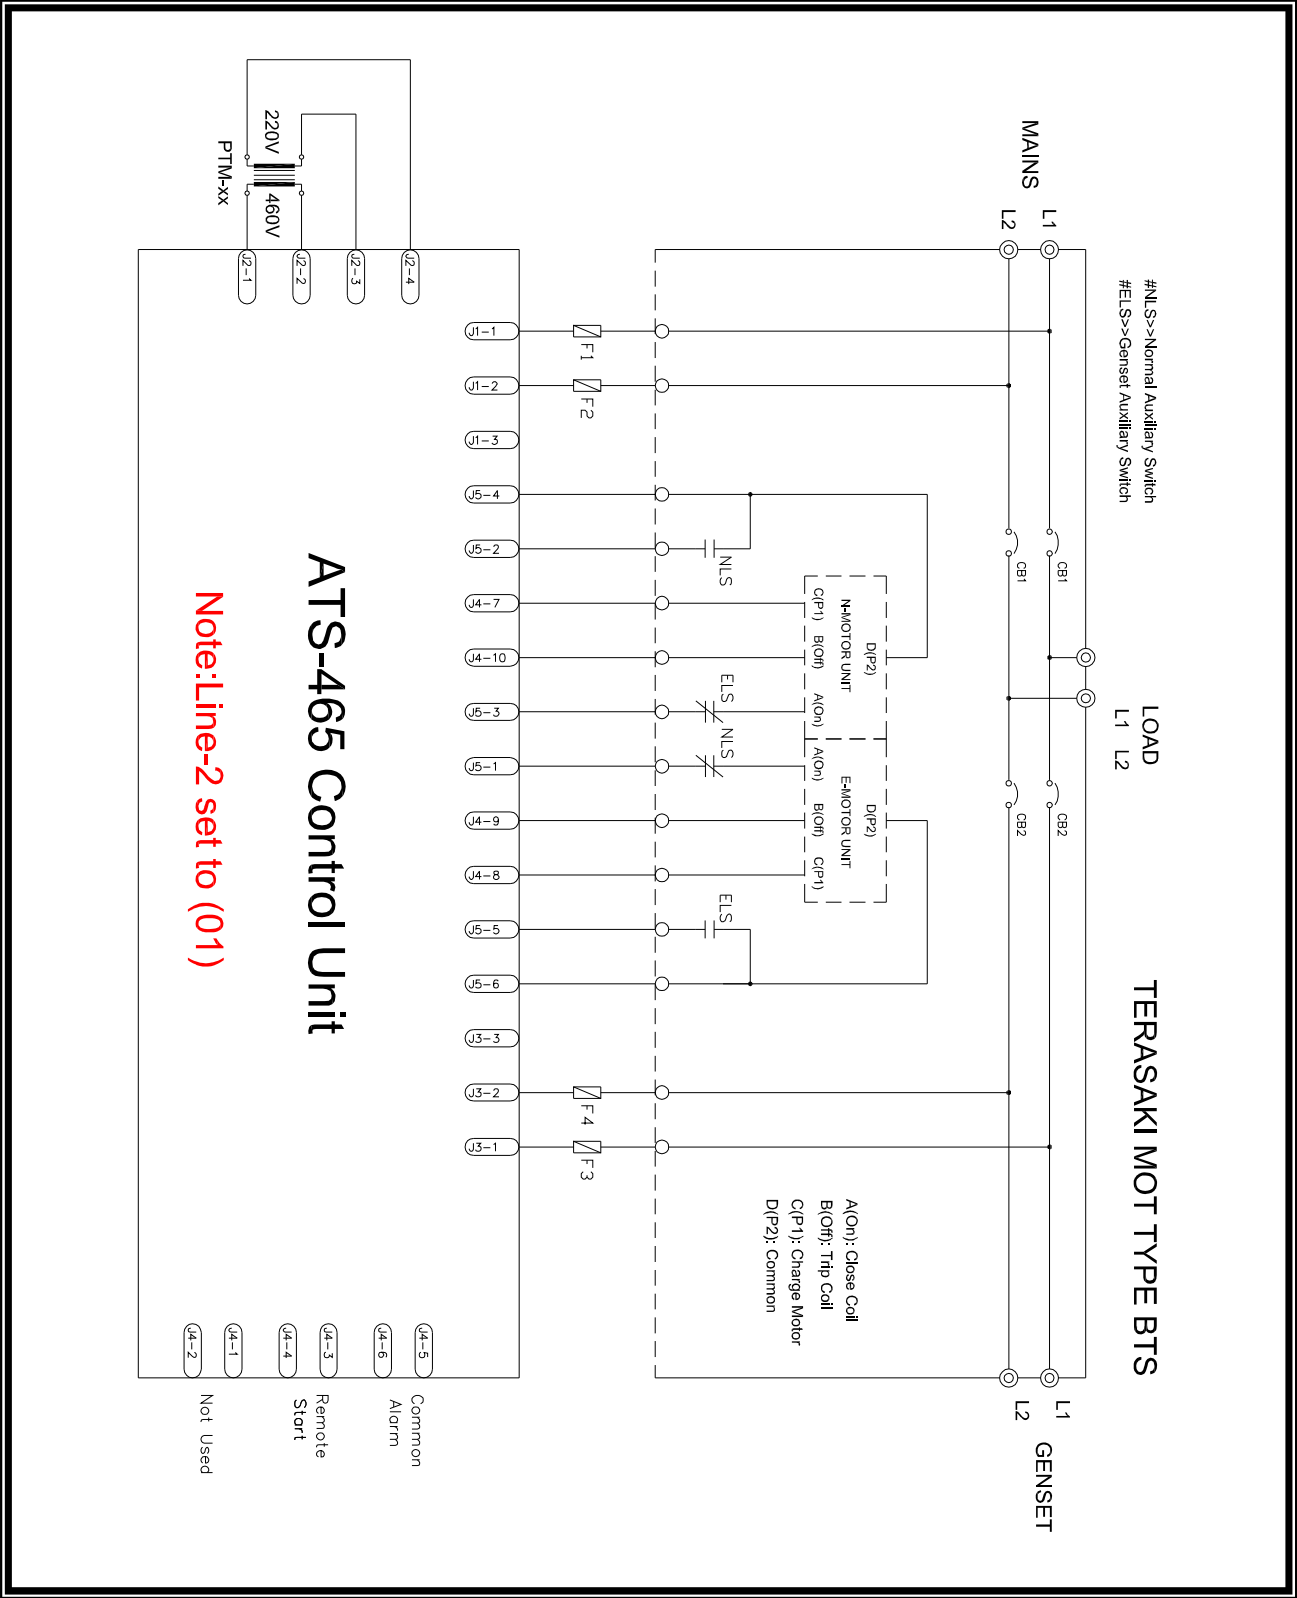 TERASAKI MOT TYPE BTS
#NLS>>Normal Auxiliary Switch
#ELS>>Genset Auxiliary Switch
LOAD
L1 L2
MAINS
L1
L2
CB1
CB1
CB2
CB2
L1
L2
GENSET
D(P2)
N-MOTOR UNIT
C(P1) B(Off) A(On)
D(P2)
E-MOTOR UNIT
A(On) B(Off) C(P1)
A(On): Close Coil
B(Off): Trip Coil
C(P1): Charge Motor
D(P2): Common
NLS
ELS
NLS
ELS
F1
F2
F4
F3
J1-1
J1-2
J1-3
J5-4
J5-2
J4-7
J4-10
J5-3
J5-1
J4-9
J4-8
J5-5
J5-6
J3-3
J3-2
J3-1
J2-4
J2-3
J2-2
J2-1
220V
460V
PTM-xx
ATS-465 Control Unit
Note:Line-2 set to (01)
J4-5
J4-6
J4-3
J4-4
J4-1
J4-2
Common
Alarm
Remote
Start
Not Used